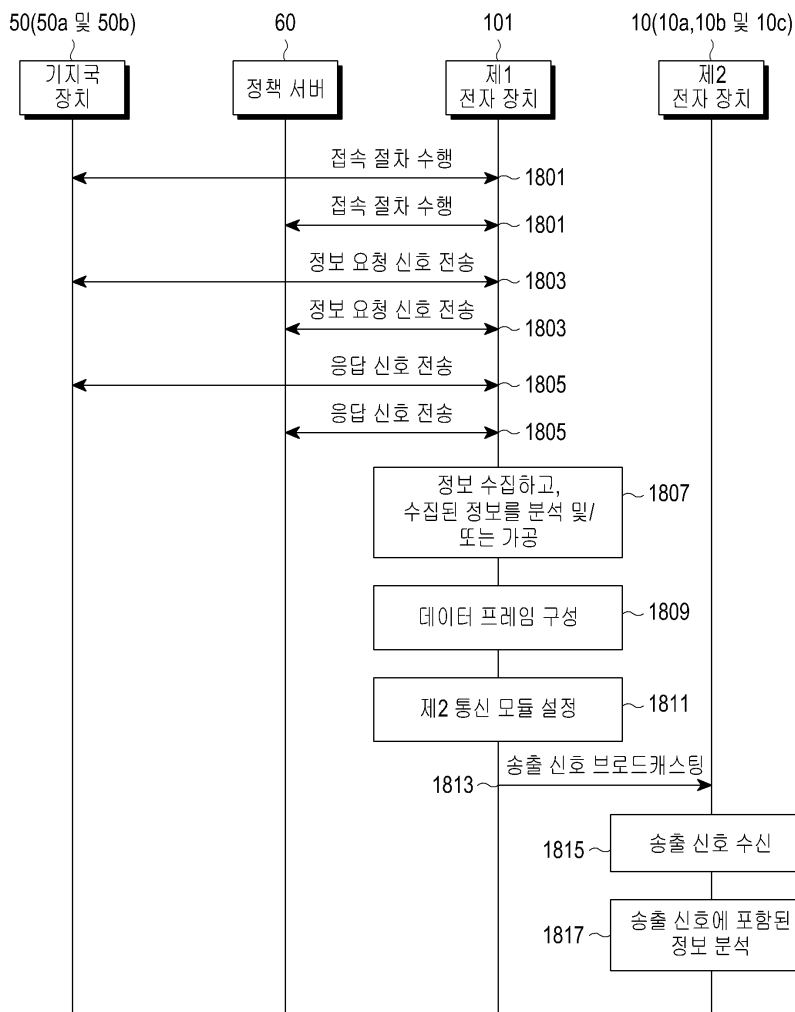 50(50a 및 50b)
60
101
10(10a,10b 및 10c)
기지국
장치
정책 서버
제1
전자 장치
제2
전자 장치
접속 절차 수행
1801
접속 절차 수행
1801
정보 요청 신호 전송
1803
정보 요청 신호 전송
1803
응답 신호 전송
1805
응답 신호 전송
1805
정보 수집하고,
수집된 정보를 분석 및/
또는 가공
1807
데이터 프레임 구성
1809
제2 통신 모듈 설정
1811
송출 신호 브로드캐스팅
1813
1815
송출 신호 수신
1817
송출 신호에 포함된
정보 분석